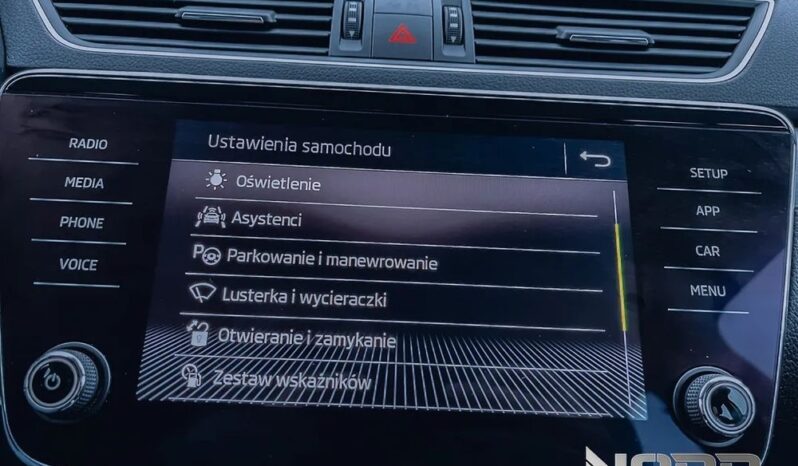 RADIO
MEDIA
PHONE
VOICE
Ustawienia samochodu
Oświetlenie
Asystenci
Parkowanie i manewrowanie
Lusterka i wycieraczki
Otwieranie i zamykanie
Zestaw wskaźników
SETUP
APP
CAR
MENU